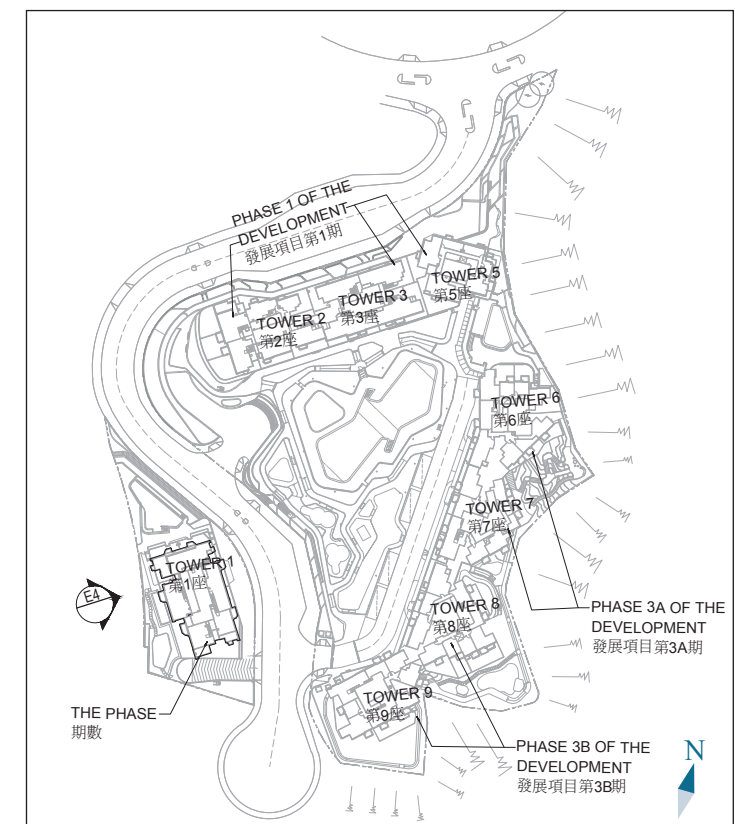 PHASE 1 OF THE
DEVELOPMENT
發展項目第1期
TOWER 5
第5座
TOWER 3
第3座
TOWER 2
第2座
TOWER 6
第6座
TOWER 7
第7座
TOWER 1
第1座
E4
TOWER 8
第8座
PHASE 3A OF THE
DEVELOPMENT
發展項目第3A期
TOWER 9
第9座
THE PHASE
期數
PHASE 3B OF THE
DEVELOPMENT
發展項目第3B期
N